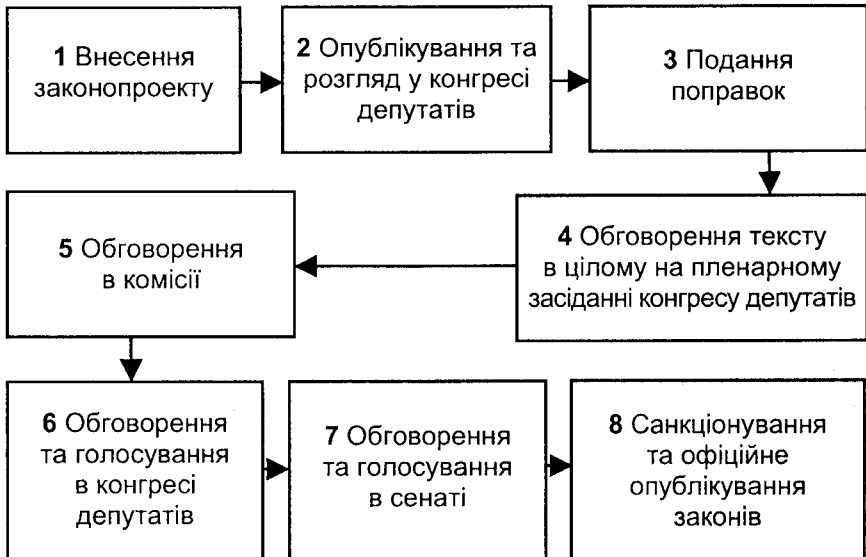 1 Внесення
законопроекту
2 Опублікування та
розгляд у конгресі
депутатів
3 Подання
поправок
4 Обговорення тексту
в цілому на пленарному
засіданні конгресу депутатів
5 Обговорення
в комісії
6 Обговорення
та голосування
в конгресі
депутатів
7 Обговорення
та голосування
в сенаті
8 Санкціонування
та офіційне
опублікування
законів